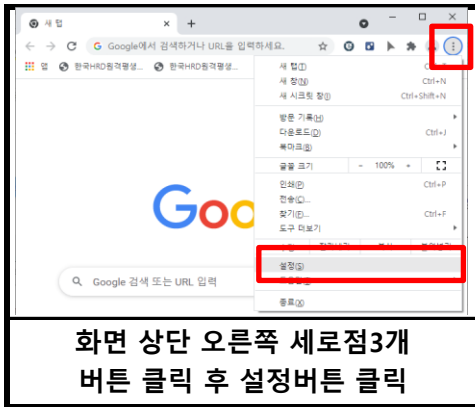 새 탭
Google에서 검색하거나 URL을 입력하세요.
앱 한국HRD원격평생... 한국HRD원격평생...
새 탭(T)
새 창(N) Ctrl+N
새 시크릿 창(I) Ctrl+Shift+N
방문 기록(H)
다운로드(D) Ctrl+J
북마크(B)
글꼴 크기 - 100% +
인쇄(P) Ctrl+P
전송(C)...
찾기(F)... Ctrl+F
도구 더보기
설정(S)
종료(X)
Goo
Google 검색 또는 URL 입력
화면 상단 오른쪽 세로점3개
버튼 클릭 후 설정버튼 클릭